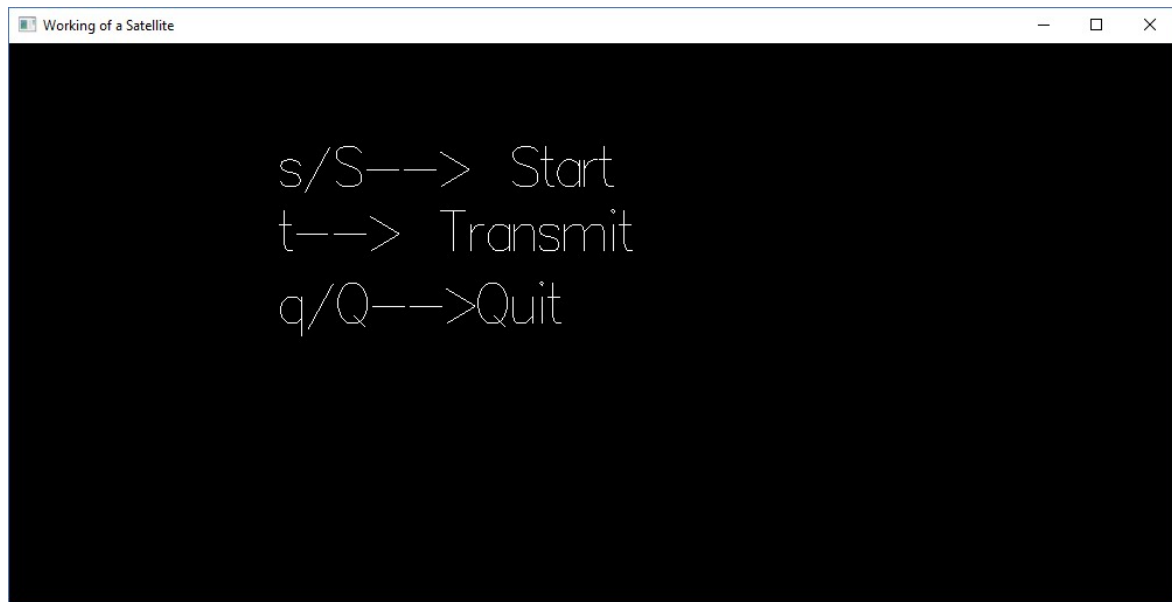 Working of a Satellite
s/S--> Start
t--> Transmit
q/Q-->Quit